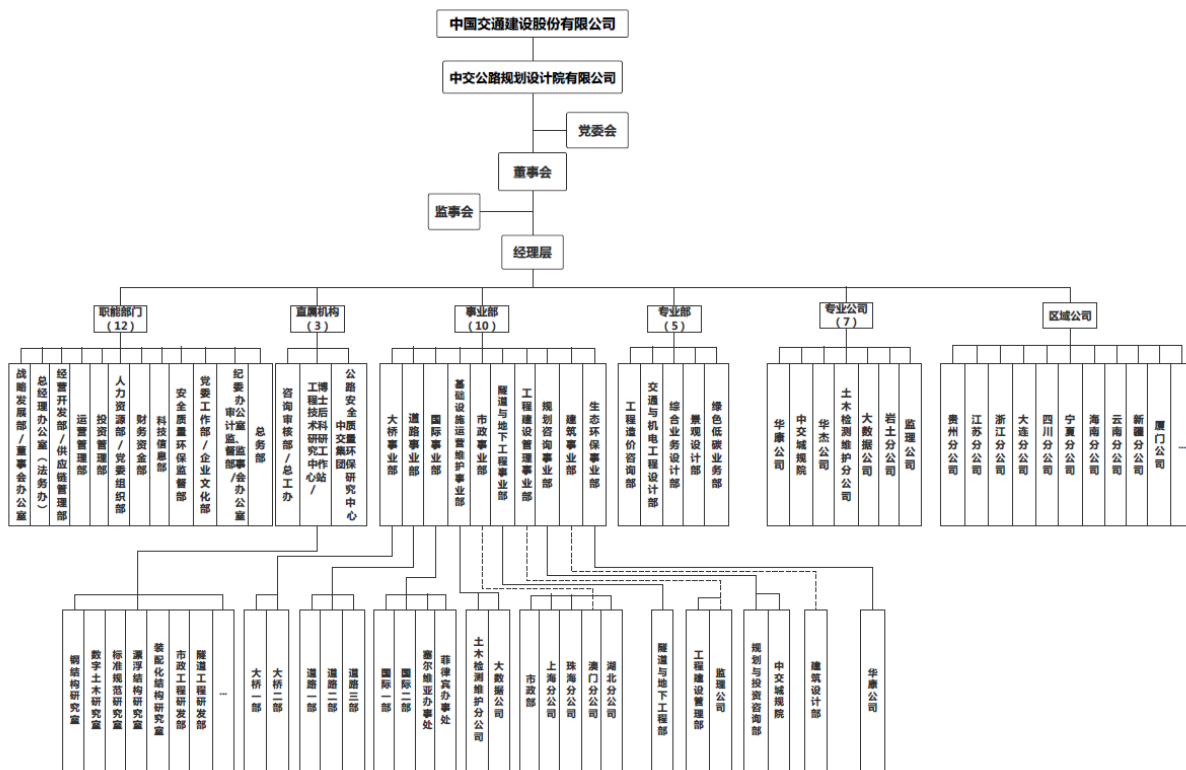 中国交通建设股份有限公司
中交公路规划设计院有限公司
党委会
董事会
监事会
经理层
职能部门
（12）
直属机构
（3）
事业部
（10）
专业部
（5）
专业公司
（7）
区域公司
战略发展部/董事会办公室
总经理办公室（法务办）
经营开发部/供应链管理部
运营管理部
投资管理部
人力资源部/党委组织部
财务资金部
科技信息部
安全质量环保监督部
党委工作部/企业文化部
纪委办公室、监事会办公室
审计监督部/
总务部
咨询审核部/总工办
博士后科研工作站/
工程技术研究中心/
公路安全质量环保研究中心
中交集团
大桥事业部
道路事业部
国际事业部
基础设施运营维护事业部
市政事业部
隧道与地下工程事业部
工程建设管理事业部
规划咨询事业部
建筑事业部
生态环保事业部
工程造价咨询部
交通与机电工程设计部
综合业务设计部
景观设计部
绿色低碳业务部
华康公司
中交城规院
华杰公司
土木检测维护分公司
大数据公司
岩土分公司
监理公司
贵州分公司
江苏分公司
浙江分公司
大连分公司
四川分公司
宁夏分公司
海南分公司
云南分公司
新疆分公司
厦门公司
...
钢结构研究室
数字土木研究室
标准规范研究室
漂浮结构研究室
装配化结构研究室
市政工程研发部
隧道工程研发部
...
大桥一部
大桥二部
道路一部
道路二部
道路三部
国际一部
国际二部
塞尔维亚办事处
菲律宾办事处
土木检测维护分公司
大数据公司
市政部
上海分公司
珠海分公司
澳门分公司
湖北分公司
隧道与地下工程部
工程建设管理部
监理公司
规划与投资咨询部
中交城规院
建筑设计部
华康公司